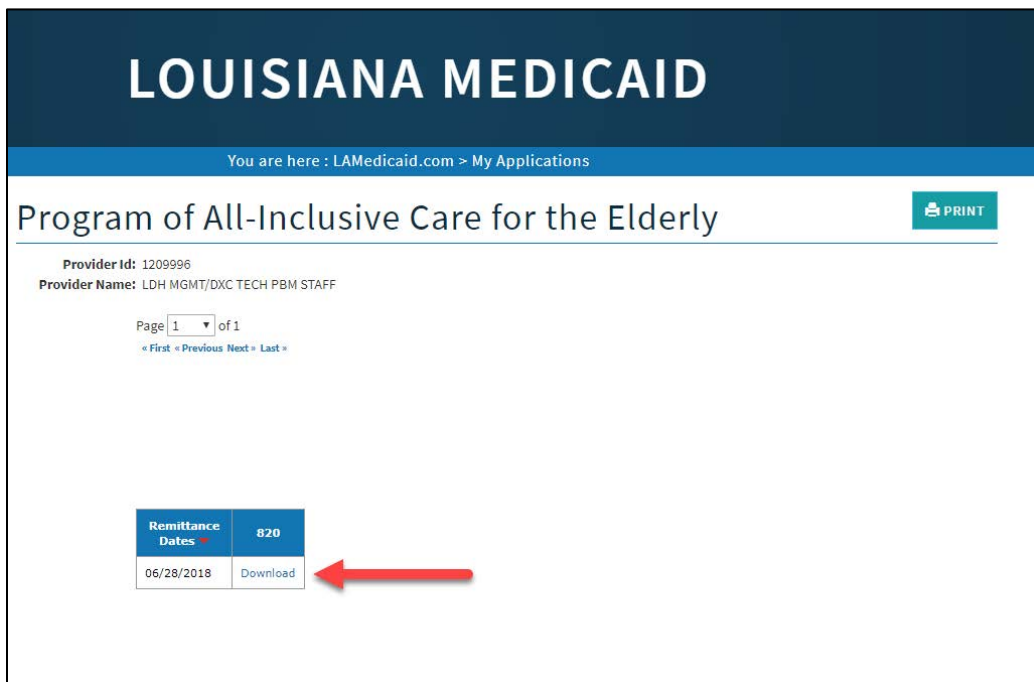 LOUISIANA MEDICAID
You are here : LAMedicaid.com > My Applications
Program of All-Inclusive Care for the Elderly
PRINT
Provider Id: 1209996
Provider Name: LDH MGMT/DXC TECH PBM STAFF
Page 1 of 1
« First « Previous Next » Last »
Remittance Dates 820
06/28/2018 Download